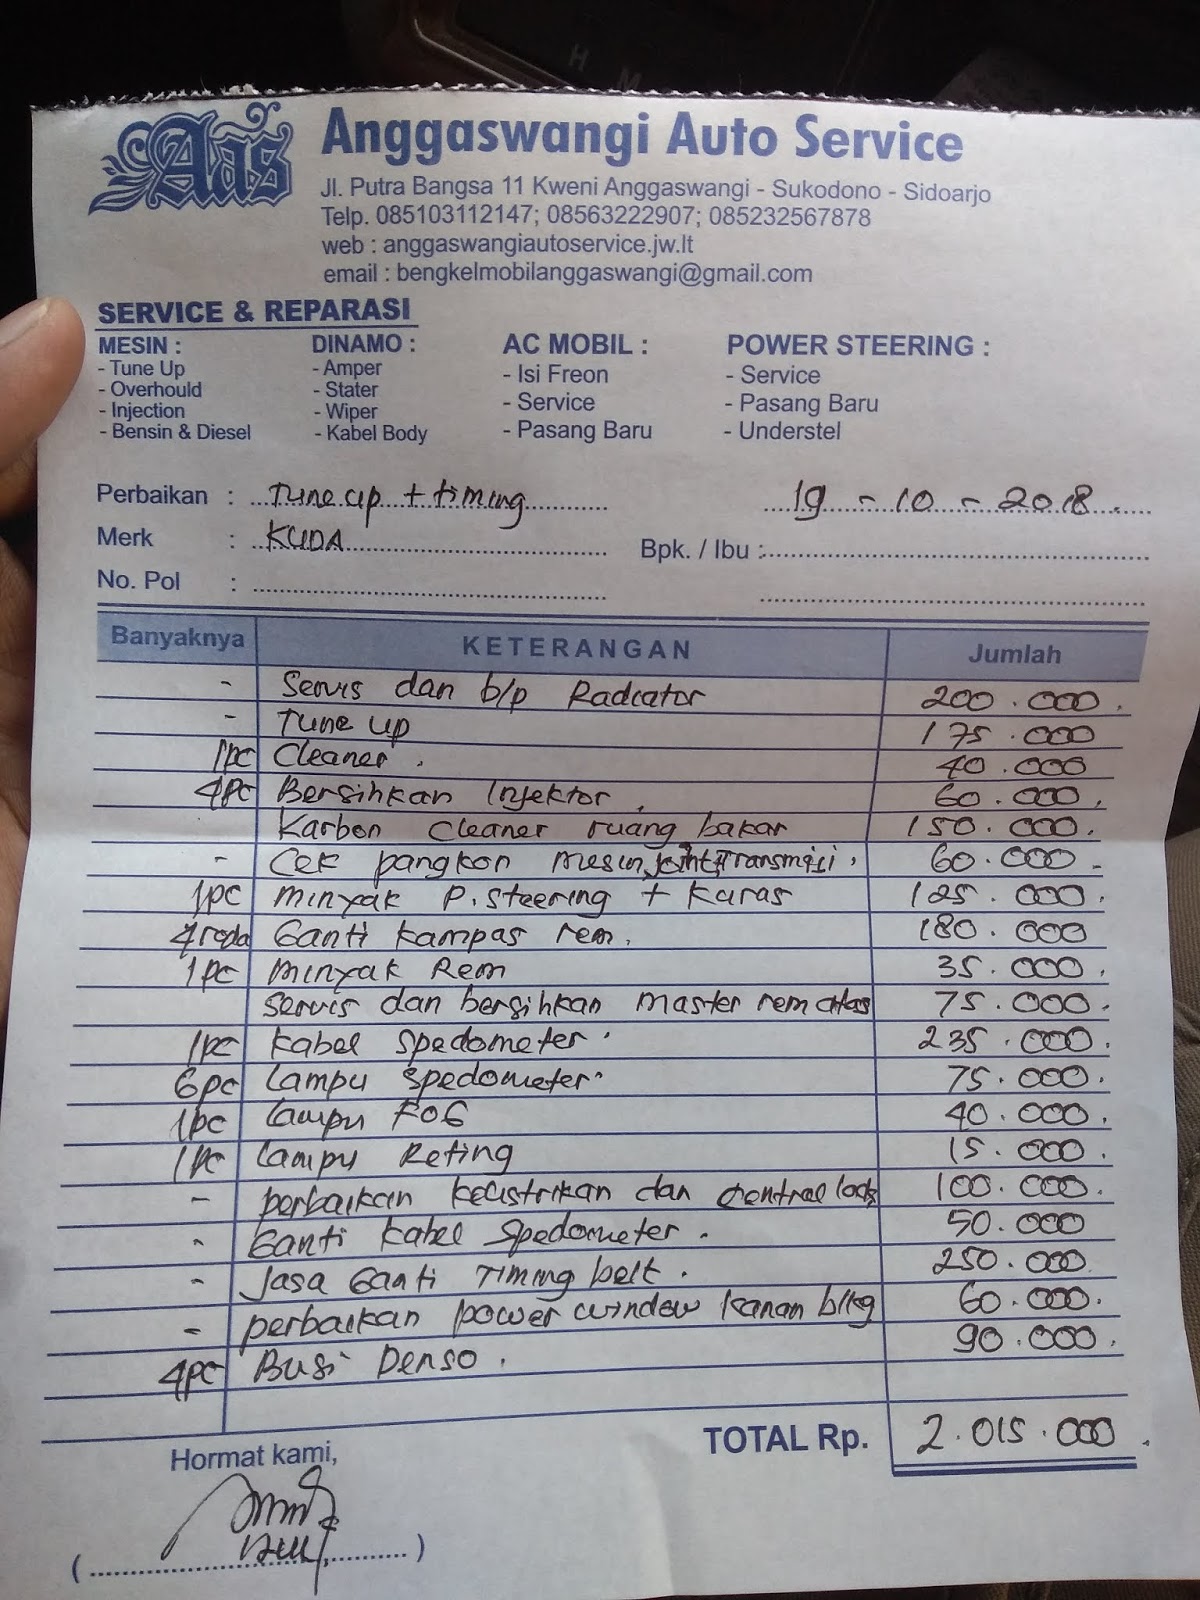 Aas
Anggaswangi Auto Service
Jl. Putra Bangsa 11 Kweni Anggaswangi - Sukodono - Sidoarjo
Telp. 085103112147; 08563222907; 085232567878
web : anggaswangiautoservice.jw.lt
email : bengkelmobilanggaswangi@gmail.com
SERVICE & REPARASI
MESIN :
- Tune Up
- Overhould
- Injection
- Bensin & Diesel
DINAMO :
- Amper
- Stater
- Wiper
- Kabel Body
AC MOBIL :
- Isi Freon
- Service
- Pasang Baru
POWER STEERING :
- Service
- Pasang Baru
- Understel
Perbaikan : Tune up + timing 19 - 10 - 2018
Merk : KUDA Bpk. / Ibu :
No. Pol :
Banyaknya KETERANGAN Jumlah
- Servis dan b/p Radiator 200.000
- Tune up 175.000
1pc Cleaner. 40.000
4pc Bersihkan Injektor. 60.000
Karbon Cleaner ruang bakar 150.000
- Cek pangkon mesin, joint, Transmisi. 60.000
1pc Minyak P. Steering + Kuras 125.000
4 roda Ganti kampas rem. 180.000
1pc Minyak Rem 35.000
servis dan bersihkan master rem atas 75.000
1pc Kabel Spedometer. 235.000
6pc Lampu Spedometer. 75.000
1pc Lampu FOG 40.000
1pc Lampu Reting 15.000
- perbaikan kelistrikan dan central lock 100.000
- Ganti Kabel Spedometer. 50.000
- Jasa Ganti Timing belt. 250.000
- perbaikan power window kanan blkg 60.000
4pc Busi Denso. 90.000
TOTAL Rp. 2.015.000
Hormat kami,